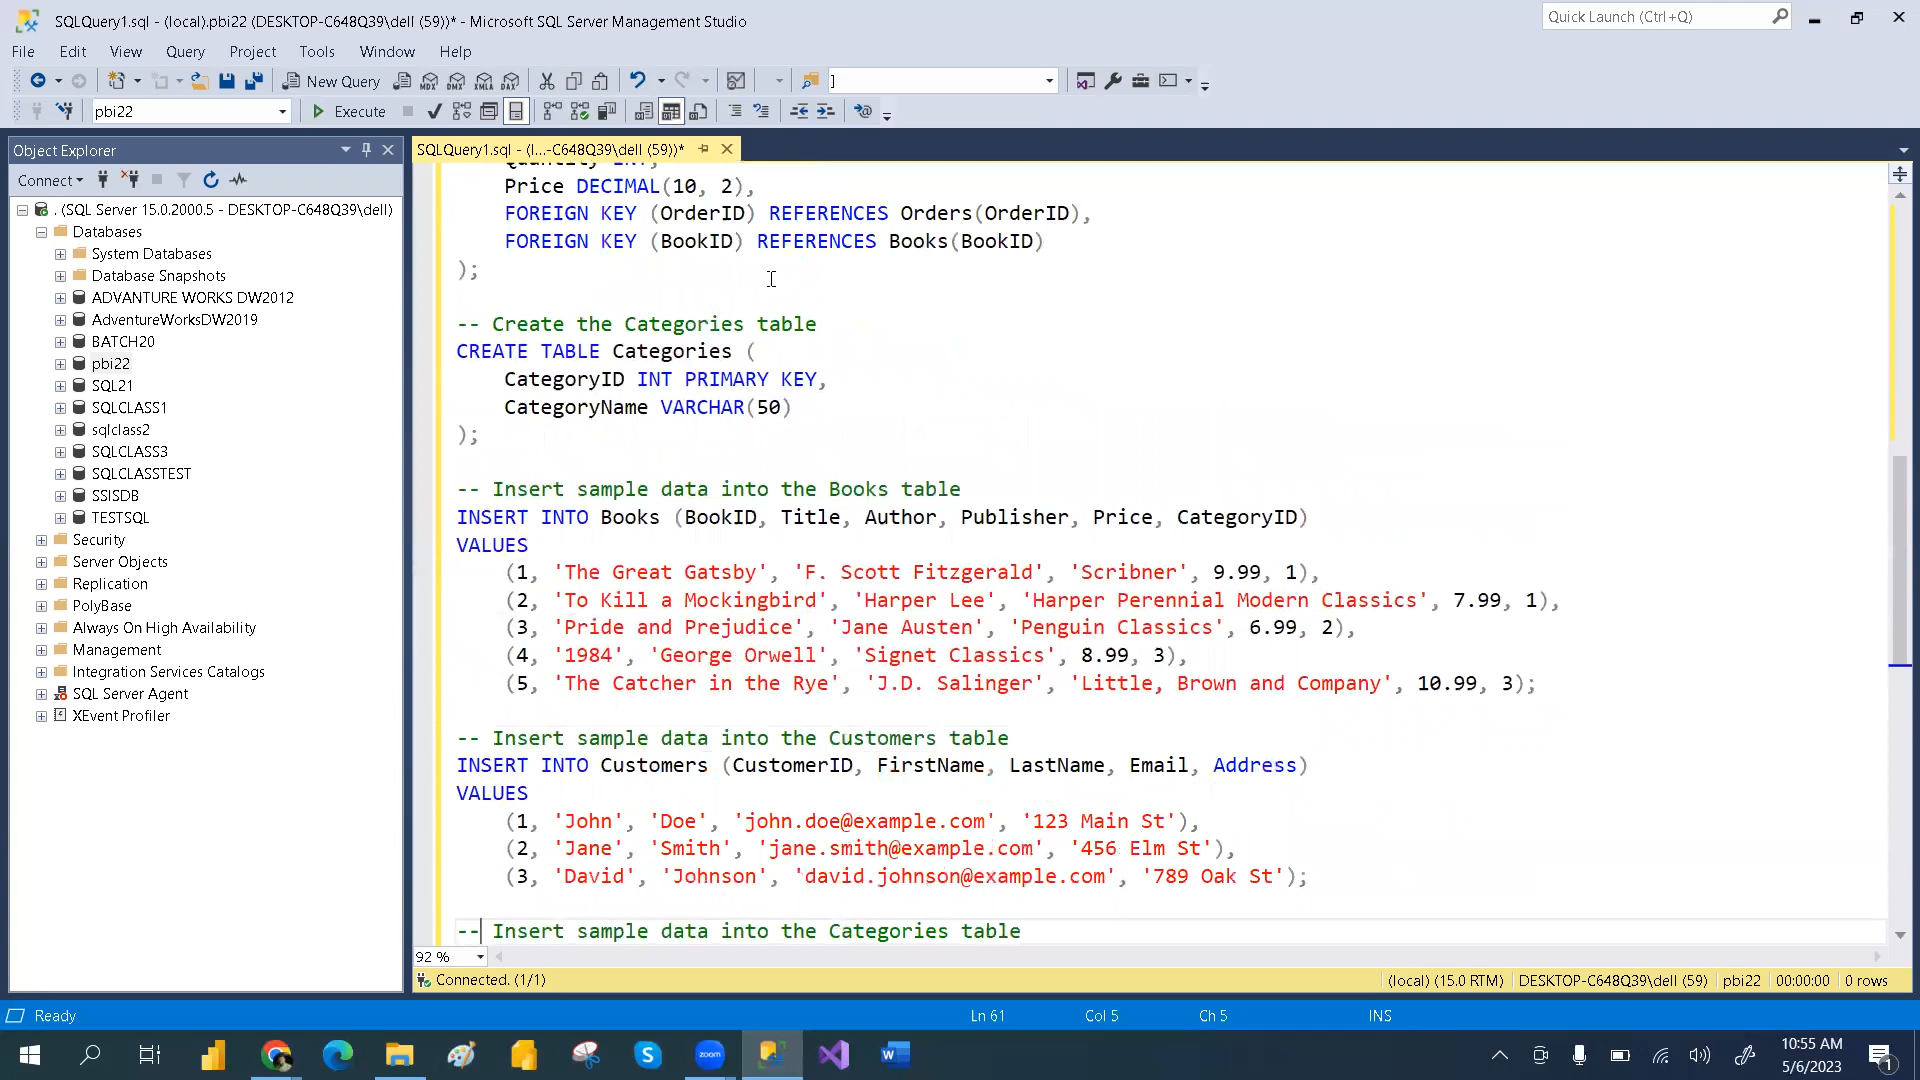 SQLQuery1.sql - (local).pbi22 (DESKTOP-C648Q39\dell (59))* - Microsoft SQL Server Management Studio
Quick Launch (Ctrl+Q)
File Edit View Query Project Tools Window Help
New Query
MDX DMX XMLA DAX
]
pbi22
Execute
Object Explorer
Connect
. (SQL Server 15.0.2000.5 - DESKTOP-C648Q39\dell)
Databases
System Databases
Database Snapshots
ADVANTURE WORKS DW2012
AdventureWorksDW2019
BATCH20
pbi22
SQL21
SQLCLASS1
sqlclass2
SQLCLASS3
SQLCLASSTEST
SSISDB
TESTSQL
Security
Server Objects
Replication
PolyBase
Always On High Availability
Management
Integration Services Catalogs
SQL Server Agent
XEvent Profiler
SQLQuery1.sql - (l...-C648Q39\dell (59))*
Quantity INT,
Price DECIMAL(10, 2),
FOREIGN KEY (OrderID) REFERENCES Orders(OrderID),
FOREIGN KEY (BookID) REFERENCES Books(BookID)
);
-- Create the Categories table
CREATE TABLE Categories (
CategoryID INT PRIMARY KEY,
CategoryName VARCHAR(50)
);
-- Insert sample data into the Books table
INSERT INTO Books (BookID, Title, Author, Publisher, Price, CategoryID)
VALUES
(1, 'The Great Gatsby', 'F. Scott Fitzgerald', 'Scribner', 9.99, 1),
(2, 'To Kill a Mockingbird', 'Harper Lee', 'Harper Perennial Modern Classics', 7.99, 1),
(3, 'Pride and Prejudice', 'Jane Austen', 'Penguin Classics', 6.99, 2),
(4, '1984', 'George Orwell', 'Signet Classics', 8.99, 3),
(5, 'The Catcher in the Rye', 'J.D. Salinger', 'Little, Brown and Company', 10.99, 3);
-- Insert sample data into the Customers table
INSERT INTO Customers (CustomerID, FirstName, LastName, Email, Address)
VALUES
(1, 'John', 'Doe', 'john.doe@example.com', '123 Main St'),
(2, 'Jane', 'Smith', 'jane.smith@example.com', '456 Elm St'),
(3, 'David', 'Johnson', 'david.johnson@example.com', '789 Oak St');
-- Insert sample data into the Categories table
92 %
Connected. (1/1)
(local) (15.0 RTM) DESKTOP-C648Q39\dell (59) pbi22 00:00:00 0 rows
Ready
Ln 61 Col 5 Ch 5 INS
zoom
10:55 AM
5/6/2023
1